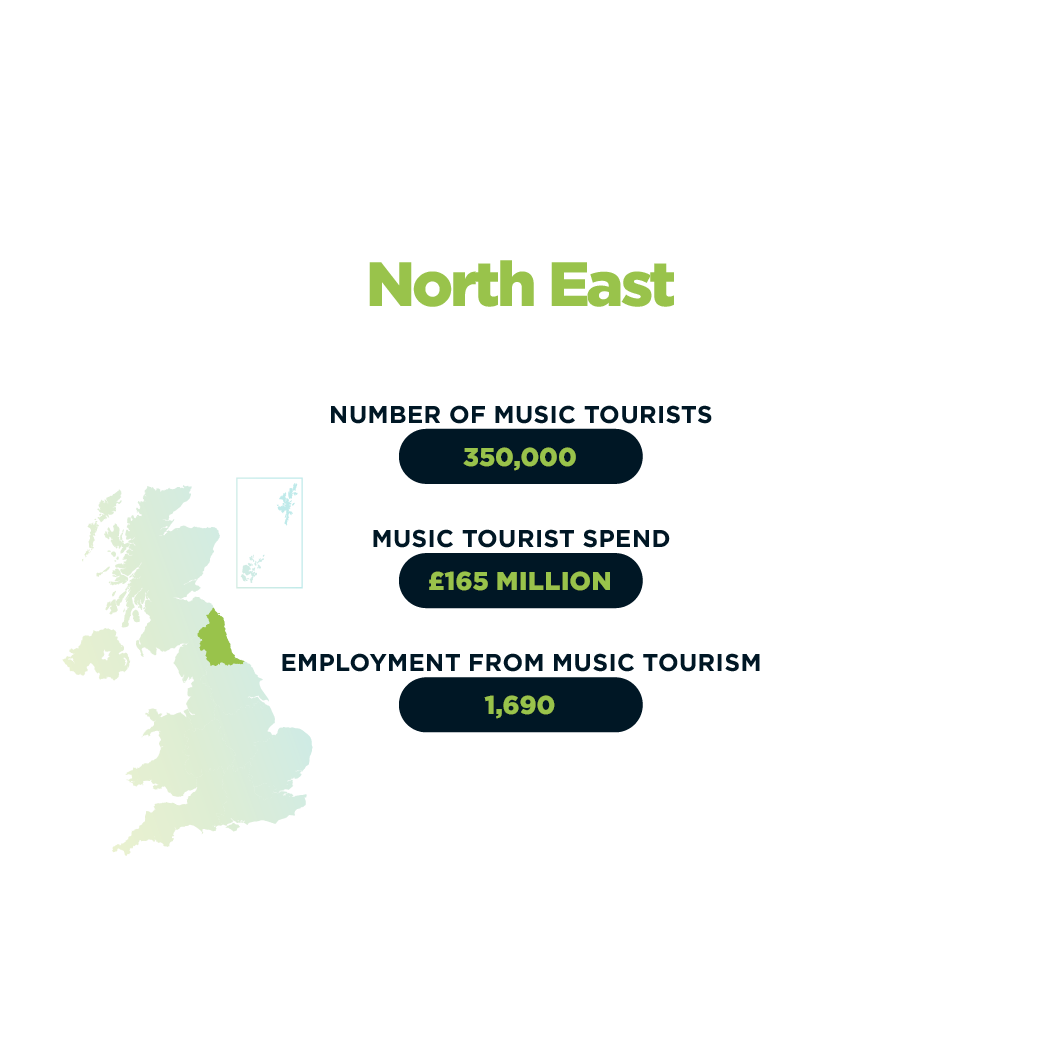 North East
NUMBER OF MUSIC TOURISTS
350,000
MUSIC TOURIST SPEND
£165 MILLION
EMPLOYMENT FROM MUSIC TOURISM
1,690